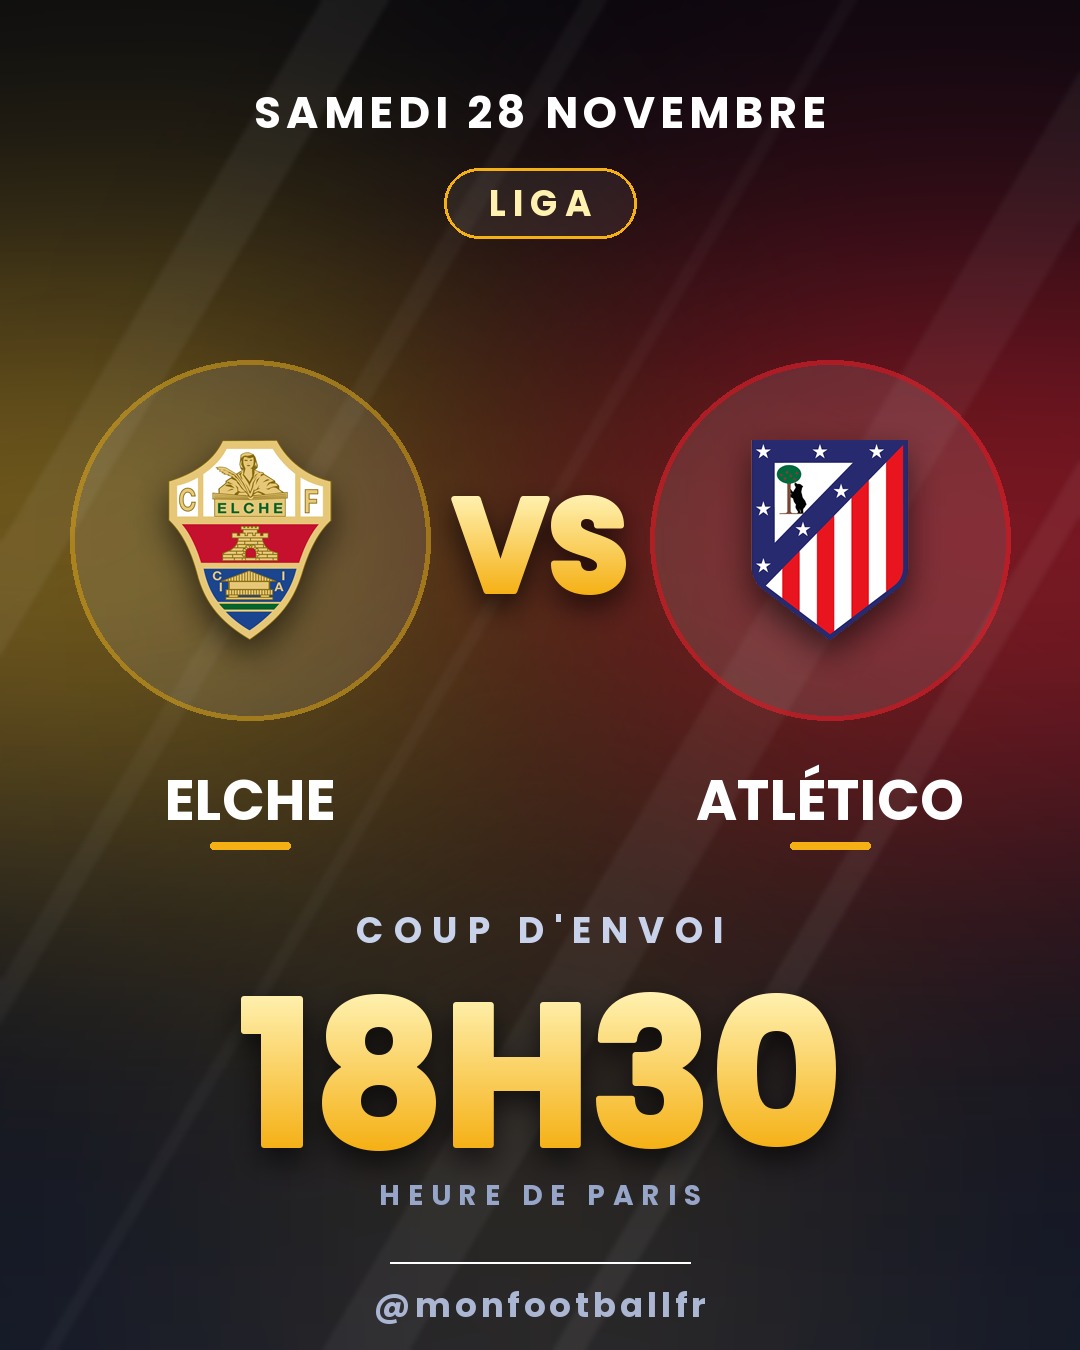 SAMEDI 28 NOVEMBRE
LIGA
C F
ELCHE
C I
I A
VS
ELCHE
ATLÉTICO
COUP D'ENVOI
18H30
HEURE DE PARIS
@monfootballfr